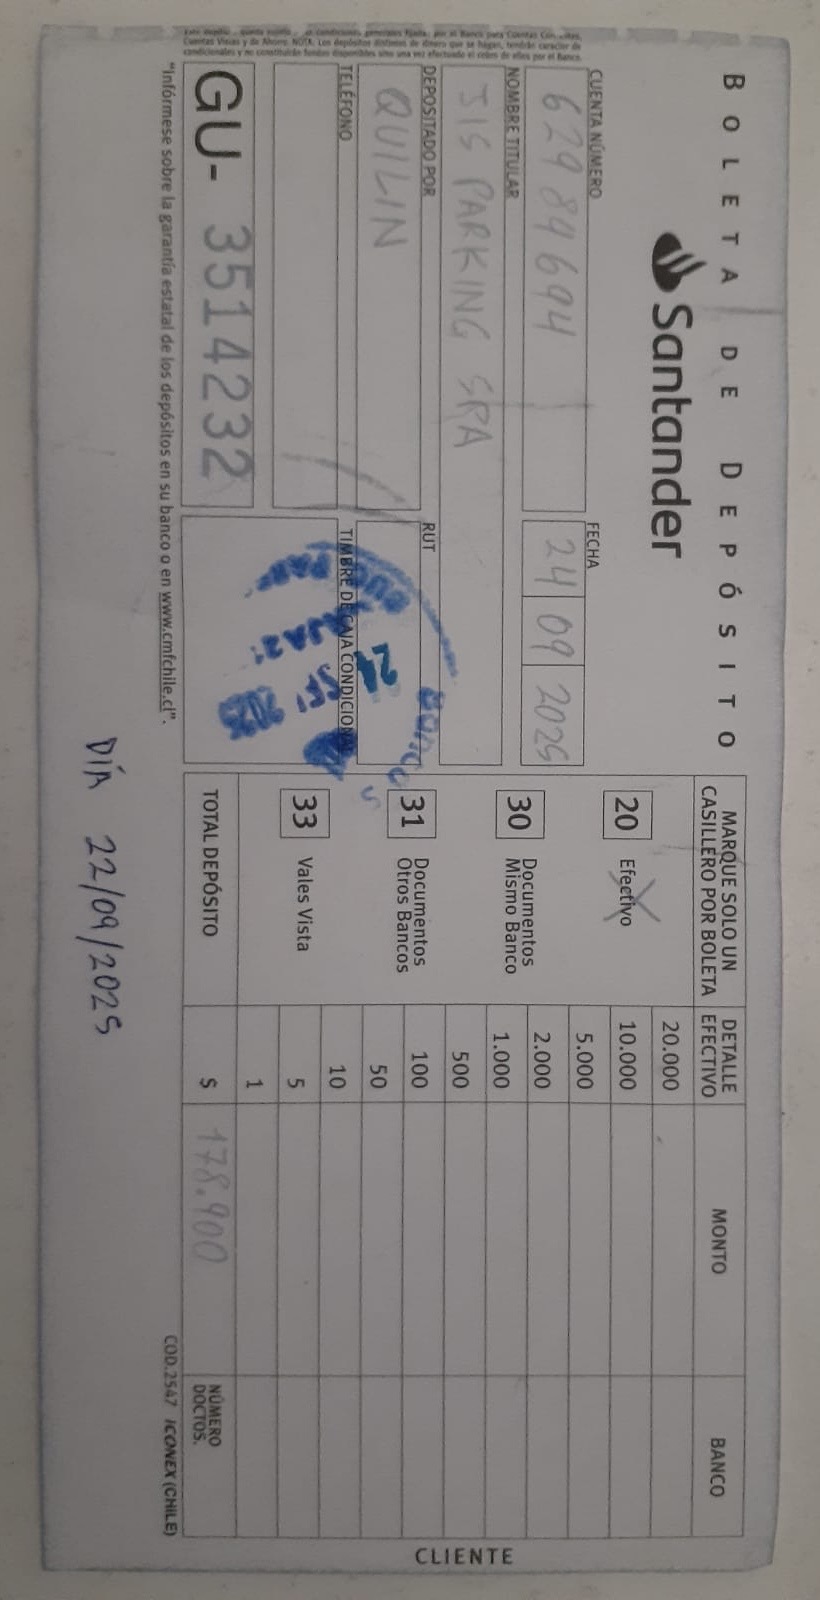 BOLETA DE DEPÓSITO
Santander
CUENTA NÚMERO
62984694
FECHA
24 09 2025
NOMBRE TITULAR
JIS PARKING SPA
DEPOSITADO POR
QUILIN
RUT
TELÉFONO
TIMBRE DE CAJA CONDICIONAL
GU- 3514232
"Infórmese sobre la garantía estatal de los depósitos en su banco o en www.cmfchile.cl".
MARQUE SOLO UN CASILLERO POR BOLETA
20 Efectivo
30 Documentos Mismo Banco
31 Documentos Otros Bancos
33 Vales Vista
TOTAL DEPÓSITO
DETALLE EFECTIVO MONTO BANCO
20.000
10.000
5.000
2.000
1.000
500
100
50
10
5
1
$ 178.900
NÚMERO DOCTOS.
COD.2547 ICONEX (CHILE)
CLIENTE
DÍA 22/09/2025